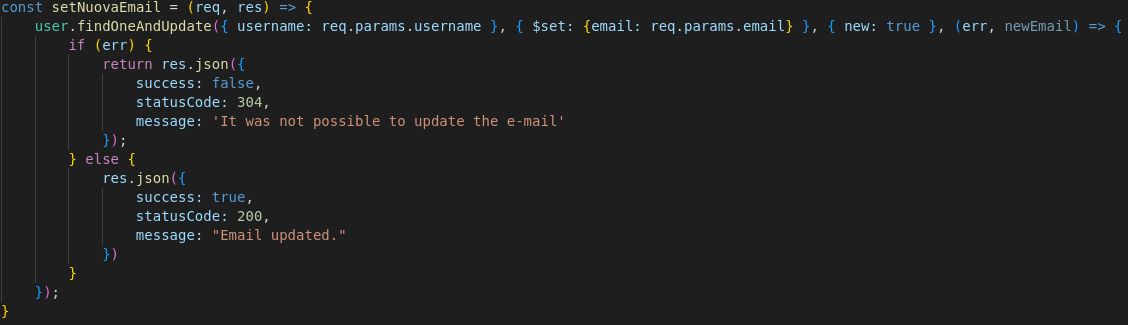 const setNuovaEmail = (req, res) => {
    user.findOneAndUpdate({ username: req.params.username }, { $set: {email: req.params.email} }, { new: true }, (err, newEmail) => {
        if (err) {
            return res.json({
                success: false,
                statusCode: 304,
                message: 'It was not possible to update the e-mail'
            });
        } else {
            res.json({
                success: true,
                statusCode: 200,
                message: "Email updated."
            })
        }
    });
}